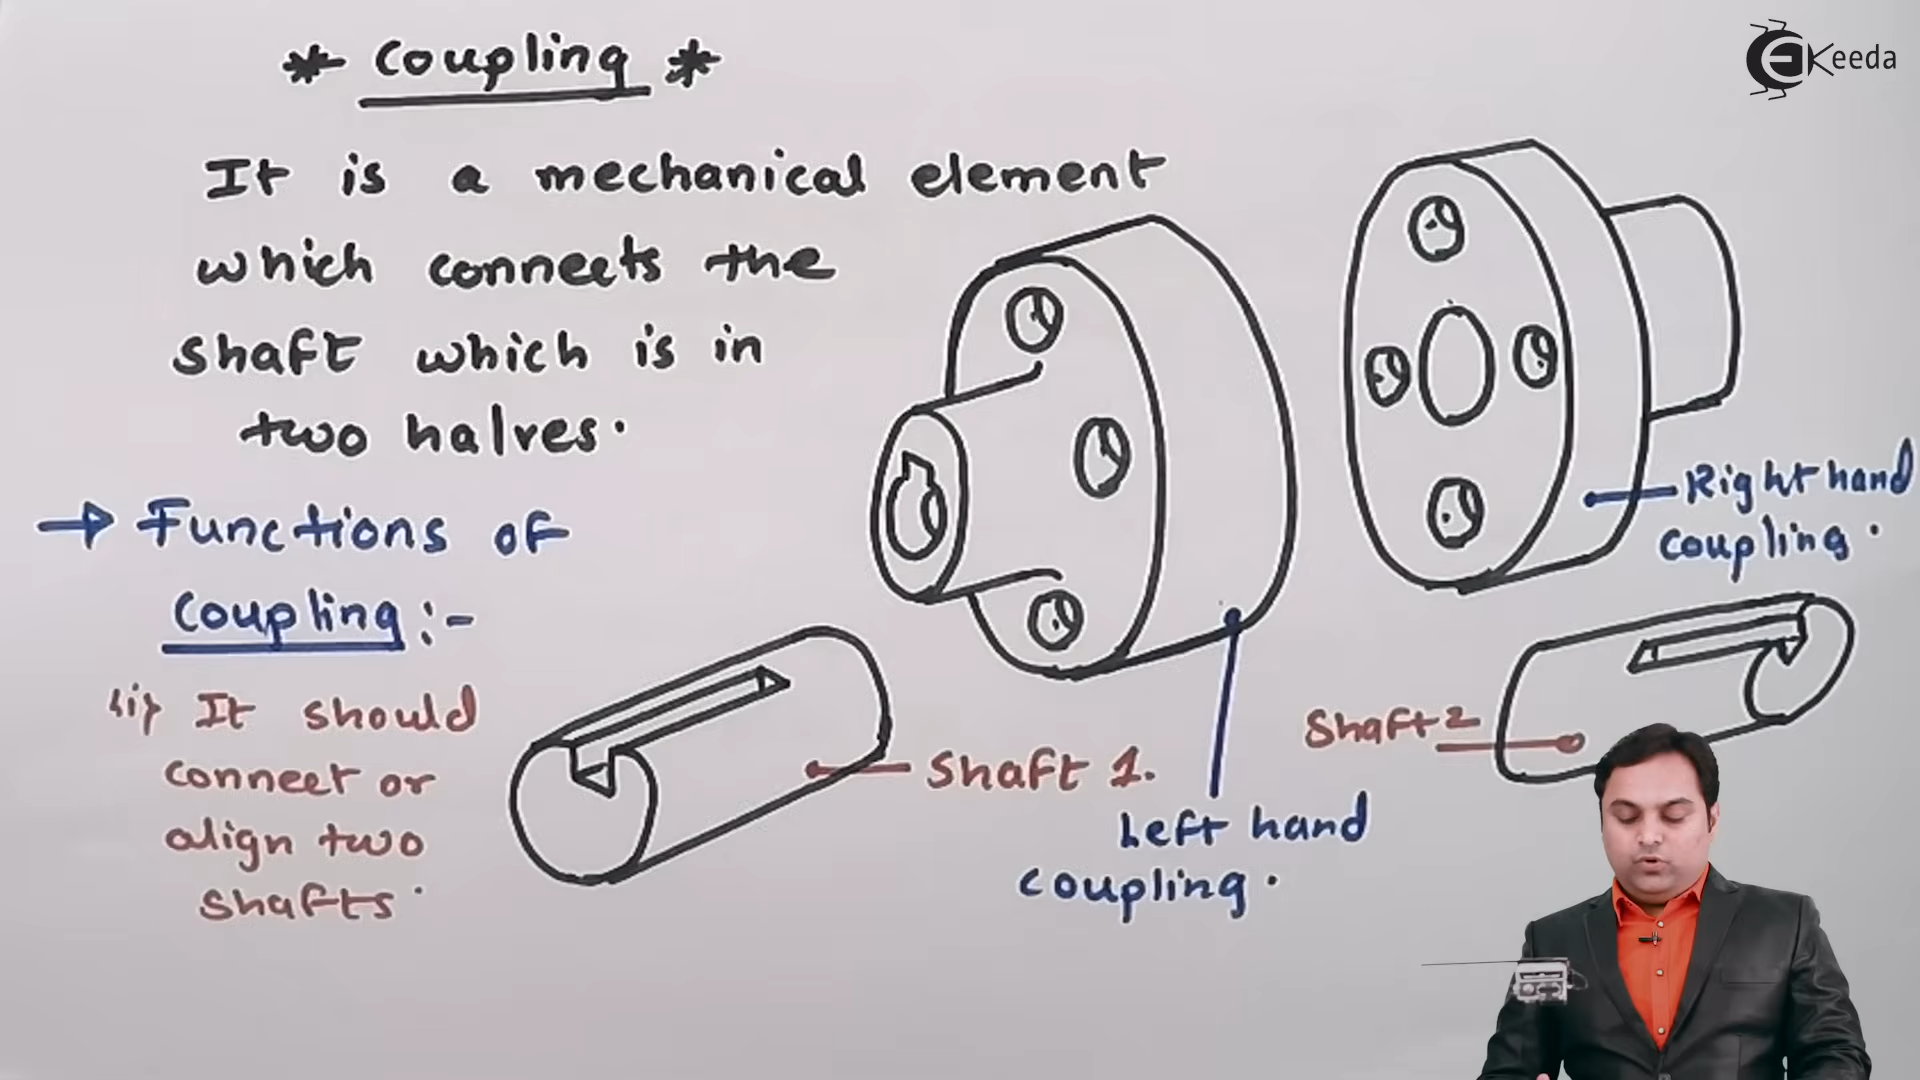 * Coupling *
It is a mechanical element
which connects the
shaft which is in
two halves.
→ Functions of
Coupling :-
(i) It should
connect or
align two
shafts.
Shaft 1.
Left hand
coupling.
Right hand
coupling.
Shaft 2
Ekeeda